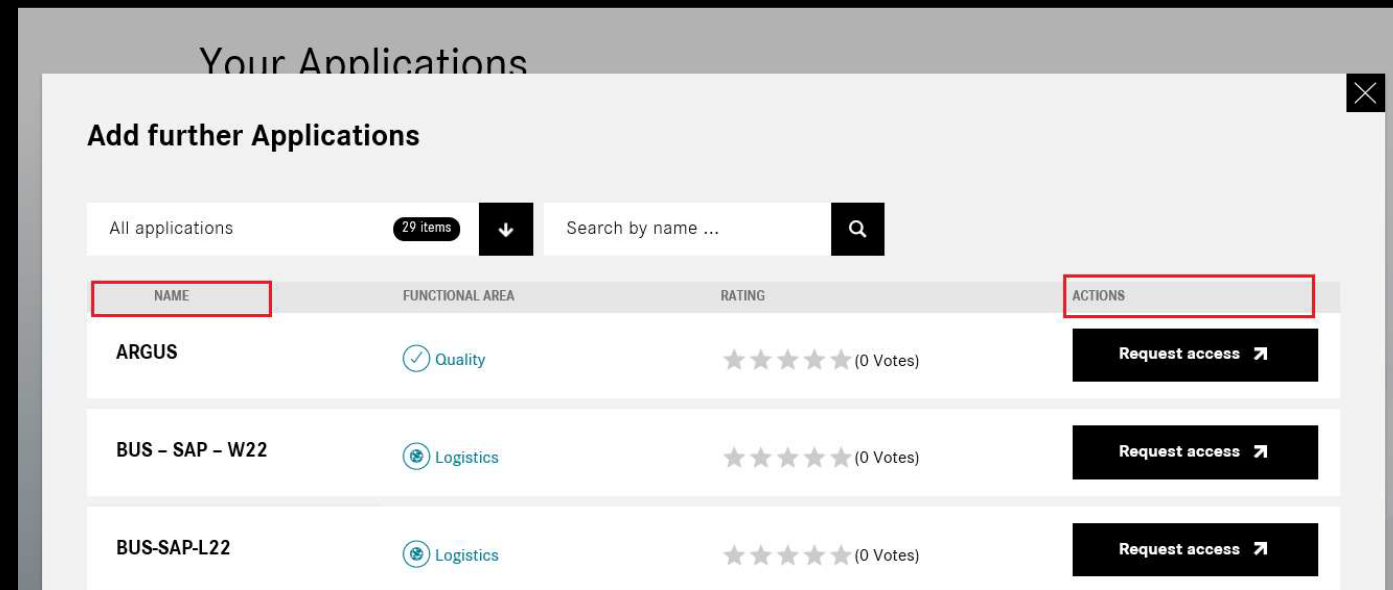 Your Applications
Add further Applications
All applications 29 items Search by name ...
NAME FUNCTIONAL AREA RATING ACTIONS
ARGUS Quality (0 Votes) Request access
BUS – SAP – W22 Logistics (0 Votes) Request access
BUS-SAP-L22 Logistics (0 Votes) Request access